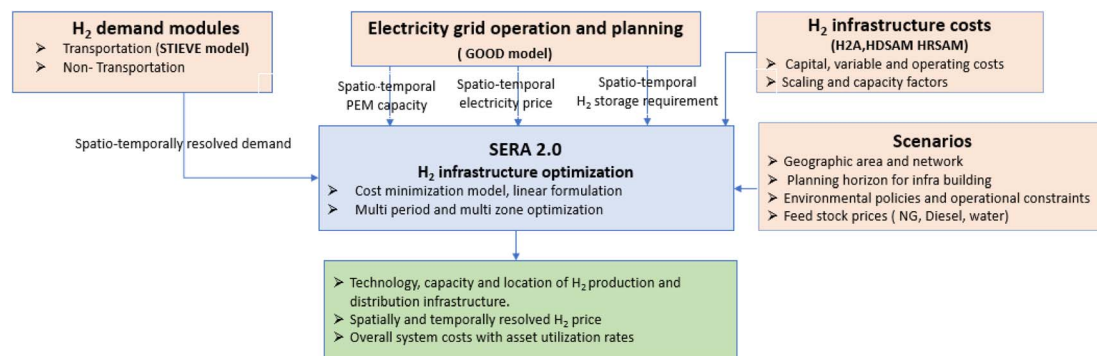 H2 demand modules
➢ Transportation (STIEVE model)
➢ Non- Transportation
Electricity grid operation and planning
( GOOD model)
H2 infrastructure costs
(H2A,HDSAM HRSAM)
➢ Capital, variable and operating costs
➢ Scaling and capacity factors
Spatio-temporal
PEM capacity
Spatio-temporal
electricity price
Spatio-temporal
H2 storage requirement
Spatio-temporally resolved demand
SERA 2.0
H2 infrastructure optimization
➢ Cost minimization model, linear formulation
➢ Multi period and multi zone optimization
Scenarios
➢ Geographic area and network
➢ Planning horizon for infra building
➢ Environmental policies and operational constraints
➢ Feed stock prices ( NG, Diesel, water)
➢ Technology, capacity and location of H2 production and
distribution infrastructure.
➢ Spatially and temporally resolved H2 price
➢ Overall system costs with asset utilization rates